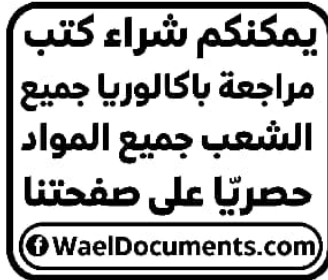 يمكنكم شراء كتب
مراجعة باكالوريا جميع
الشعب جميع المواد
حصريّا على صفحتنا
WaelDocuments.com